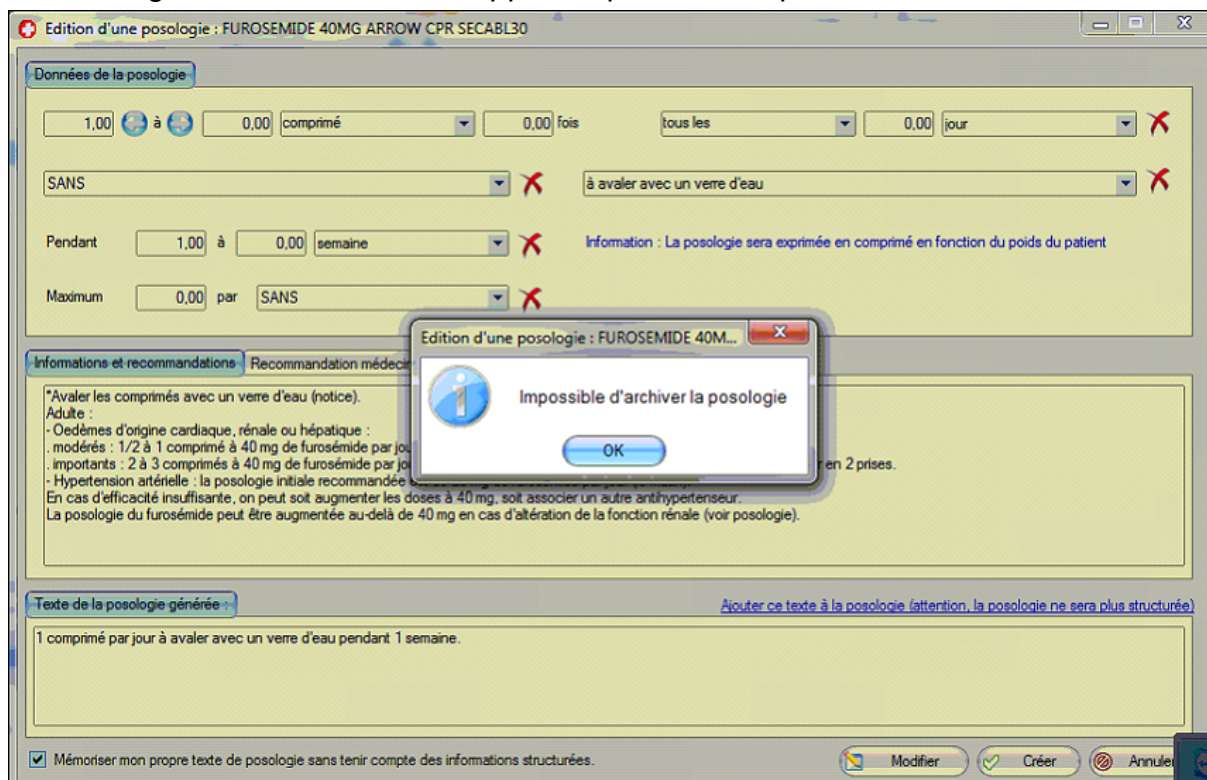 Edition d'une posologie : FUROSEMIDE 40MG ARROW CPR SECABL30
Données de la posologie
1,00 à 0,00 comprimé 0,00 fois tous les 0,00 jour
SANS à avaler avec un verre d'eau
Pendant 1,00 à 0,00 semaine Information : La posologie sera exprimée en comprimé en fonction du poids du patient
Maximum 0,00 par SANS
Edition d'une posologie : FUROSEMIDE 40M...
Impossible d'archiver la posologie
OK
Informations et recommandations Recommandation médecin
*Avaler les comprimés avec un verre d'eau (notice).
Adulte :
- Oedèmes d'origine cardiaque, rénale ou hépatique :
. modérés : 1/2 à 1 comprimé à 40 mg de furosémide par jou
. importants : 2 à 3 comprimés à 40 mg de furosémide par jo en 2 prises.
- Hypertension artérielle : la posologie initiale recommandée
En cas d'efficacité insuffisante, on peut soit augmenter les doses à 40 mg, soit associer un autre antihypertenseur.
La posologie du furosémide peut être augmentée au-delà de 40 mg en cas d'altération de la fonction rénale (voir posologie).
Texte de la posologie générée : Ajouter ce texte à la posologie (attention, la posologie ne sera plus structurée)
1 comprimé par jour à avaler avec un verre d'eau pendant 1 semaine.
Mémoriser mon propre texte de posologie sans tenir compte des informations structurées. Modifier Créer Annuler